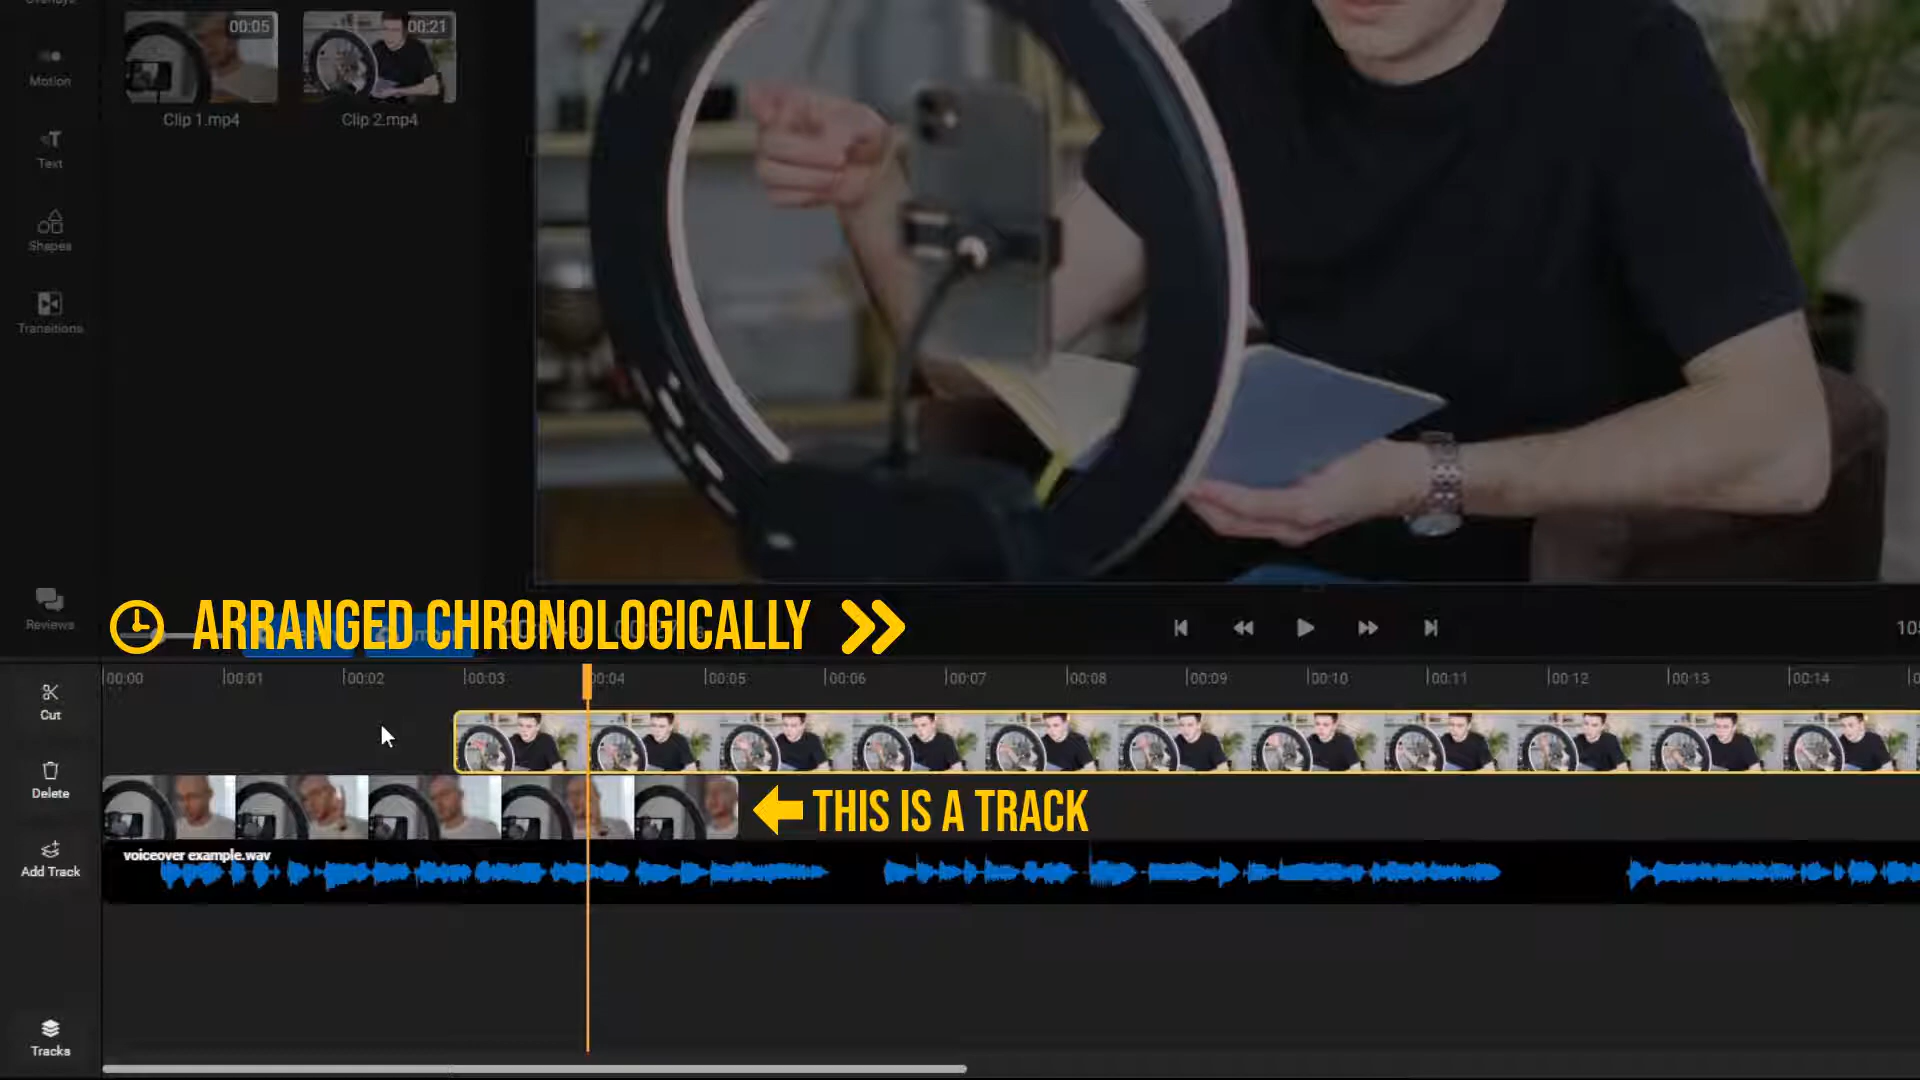 00:05
00:21
Motion
Clip 1.mp4
Clip 2.mp4
Text
Shapes
Transitions
Reviews
ARRANGED CHRONOLOGICALLY
00:00
00:01
00:02
00:03
00:04
00:05
00:06
00:07
00:08
00:09
00:10
00:11
00:12
00:13
00:14
Cut
Delete
THIS IS A TRACK
voiceover example.wav
Add Track
Tracks